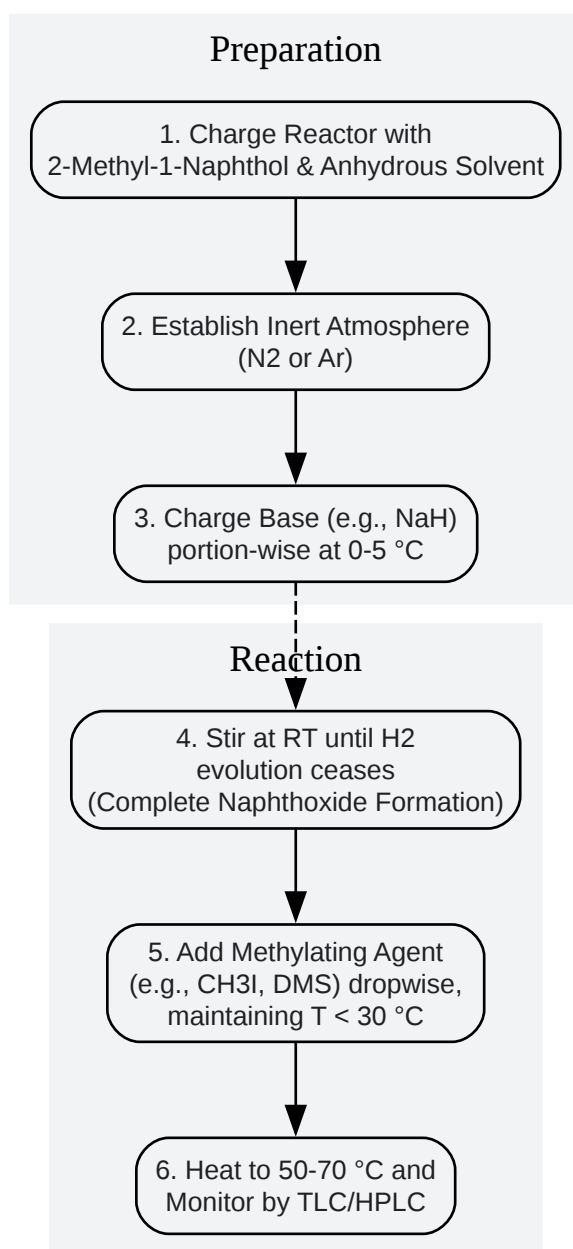 Preparation
1. Charge Reactor with
2-Methyl-1-Naphthol & Anhydrous Solvent
2. Establish Inert Atmosphere
(N2 or Ar)
3. Charge Base (e.g., NaH)
portion-wise at 0-5 °C
Reaction
4. Stir at RT until H2
evolution ceases
(Complete Naphthoxide Formation)
5. Add Methylating Agent
(e.g., CH3I, DMS) dropwise,
maintaining T < 30 °C
6. Heat to 50-70 °C and
Monitor by TLC/HPLC